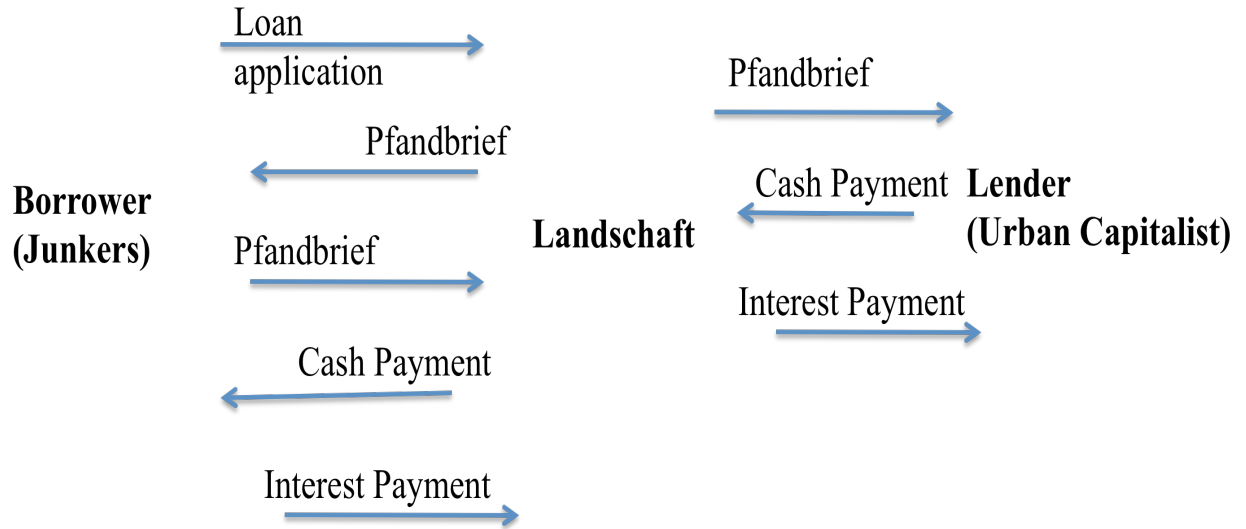 Loan
application
Pfandbrief
Pfandbrief
Cash Payment
Interest Payment
Borrower
(Junkers)
Landschaft
Pfandbrief
Cash Payment
Interest Payment
Lender
(Urban Capitalist)